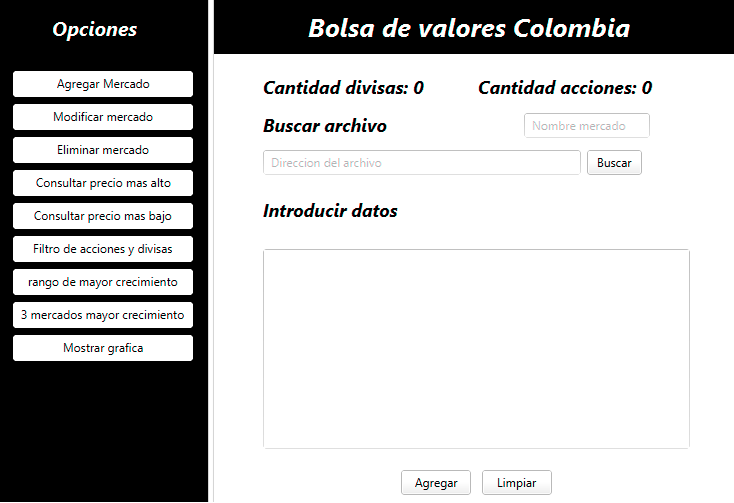 Opciones
Agregar Mercado
Modificar mercado
Eliminar mercado
Consultar precio mas alto
Consultar precio mas bajo
Filtro de acciones y divisas
rango de mayor crecimiento
3 mercados mayor crecimiento
Mostrar grafica
Bolsa de valores Colombia
Cantidad divisas: 0 Cantidad acciones: 0
Buscar archivo Nombre mercado
Direccion del archivo Buscar
Introducir datos
Agregar Limpiar